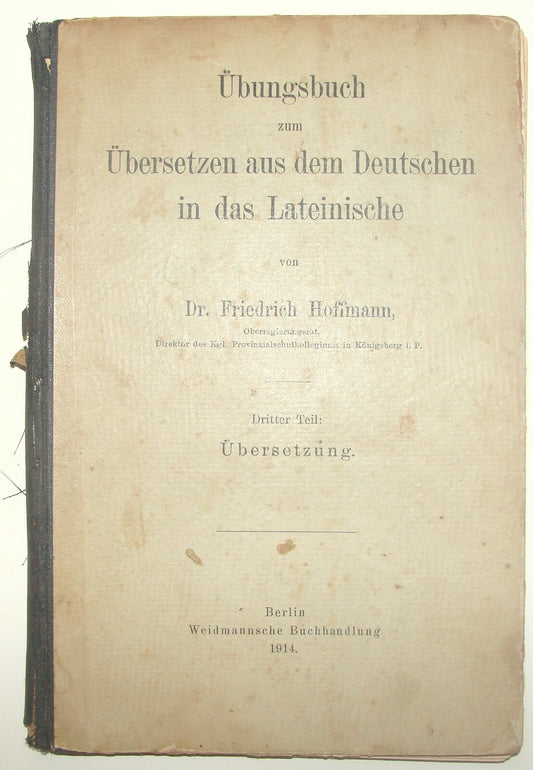 Übungsbuch
zum
Übersetzen aus dem Deutschen
in das Lateinische
von
Dr. Friedrich Hoffmann,
Oberregierungsrat,
Direktor des Kgl. Provinzialschulkollegiums in Königsberg i. P.
Dritter Teil:
Übersetzung.
Berlin
Weidmannsche Buchhandlung
1914.